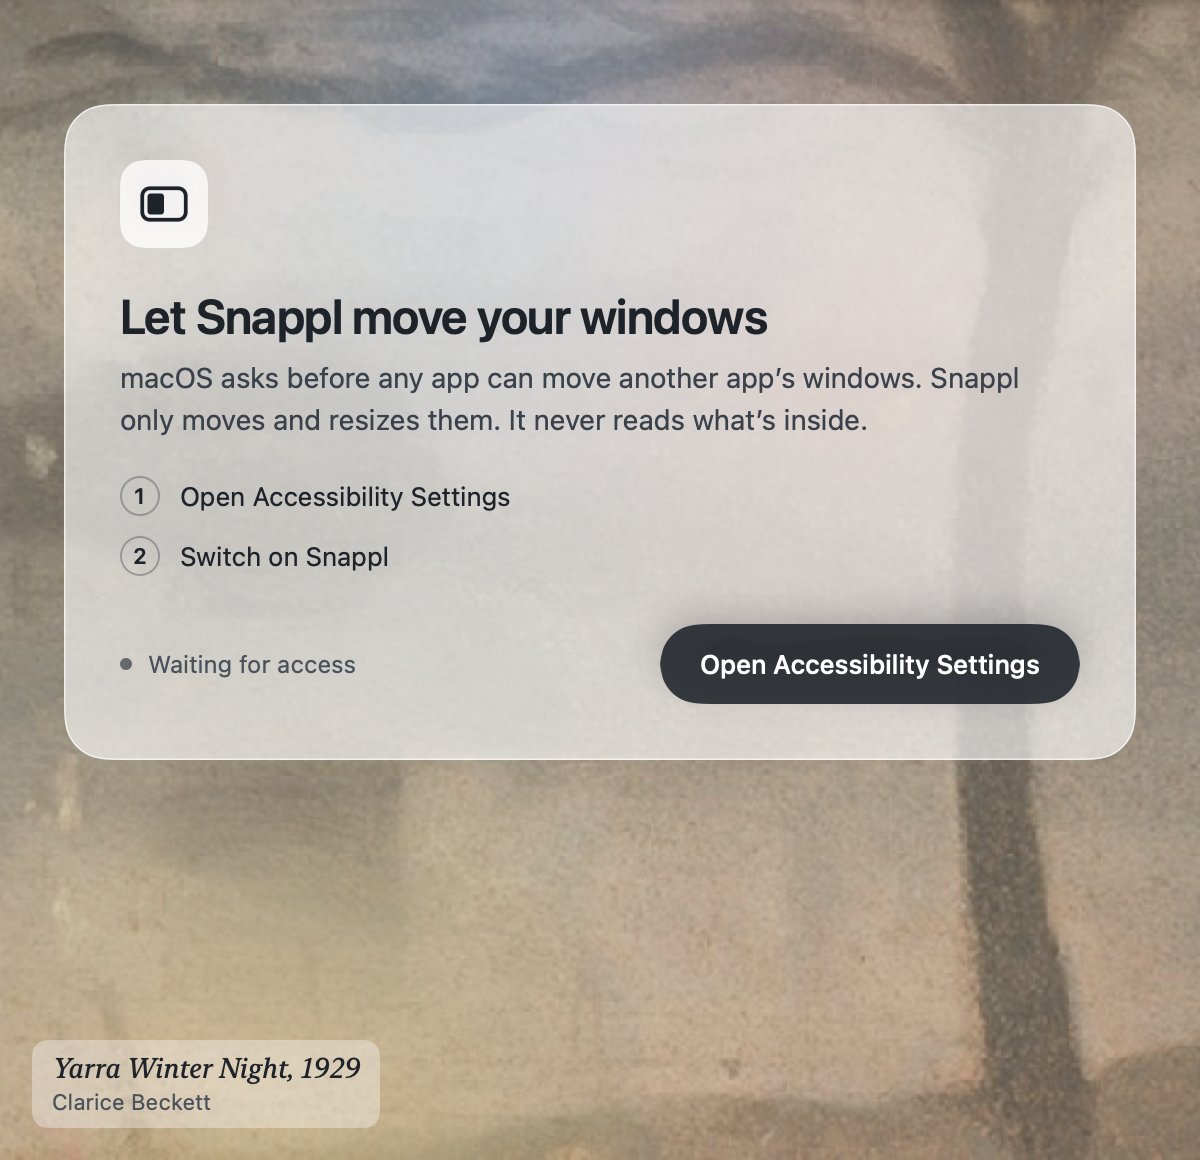 Let Snappl move your windows
macOS asks before any app can move another app’s windows. Snappl
only moves and resizes them. It never reads what’s inside.
1 Open Accessibility Settings
2 Switch on Snappl
Waiting for access
Open Accessibility Settings
Yarra Winter Night, 1929
Clarice Beckett